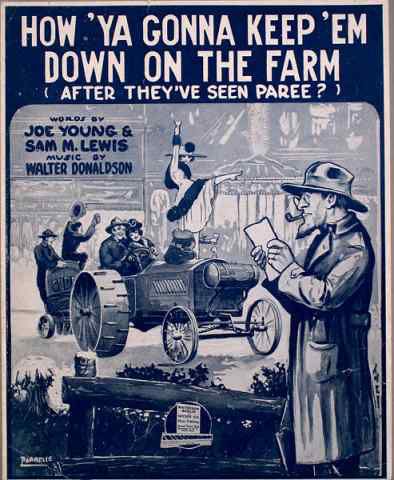 HOW 'YA GONNA KEEP 'EM
DOWN ON THE FARM
( AFTER THEY'VE SEEN PAREE? )
WORDS BY
JOE YOUNG &
SAM M. LEWIS
MUSIC BY
WALTER DONALDSON
BARBELLE